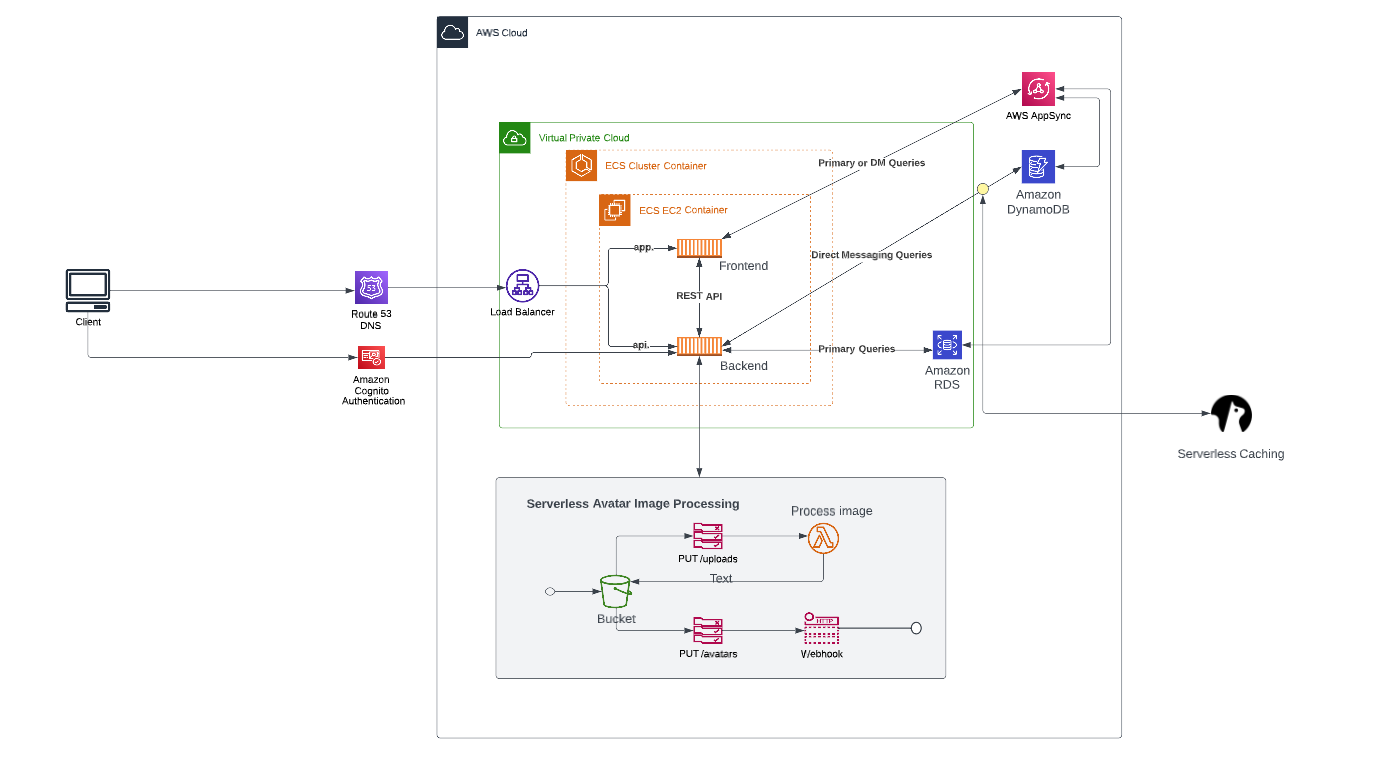 AWS Cloud
AWS AppSync
Virtual Private Cloud
ECS Cluster Container
Primary or DM Queries
Amazon
DynamoDB
ECS EC2 Container
app.
Frontend
Direct Messaging Queries
53
Route 53
DNS
Load Balancer
REST API
Client
api.
Backend
Primary Queries
Amazon
RDS
Amazon
Cognito
Authentication
Serverless Caching
Serverless Avatar Image Processing
Process image
PUT /uploads
Text
Bucket
HTTP
PUT /avatars
Webhook